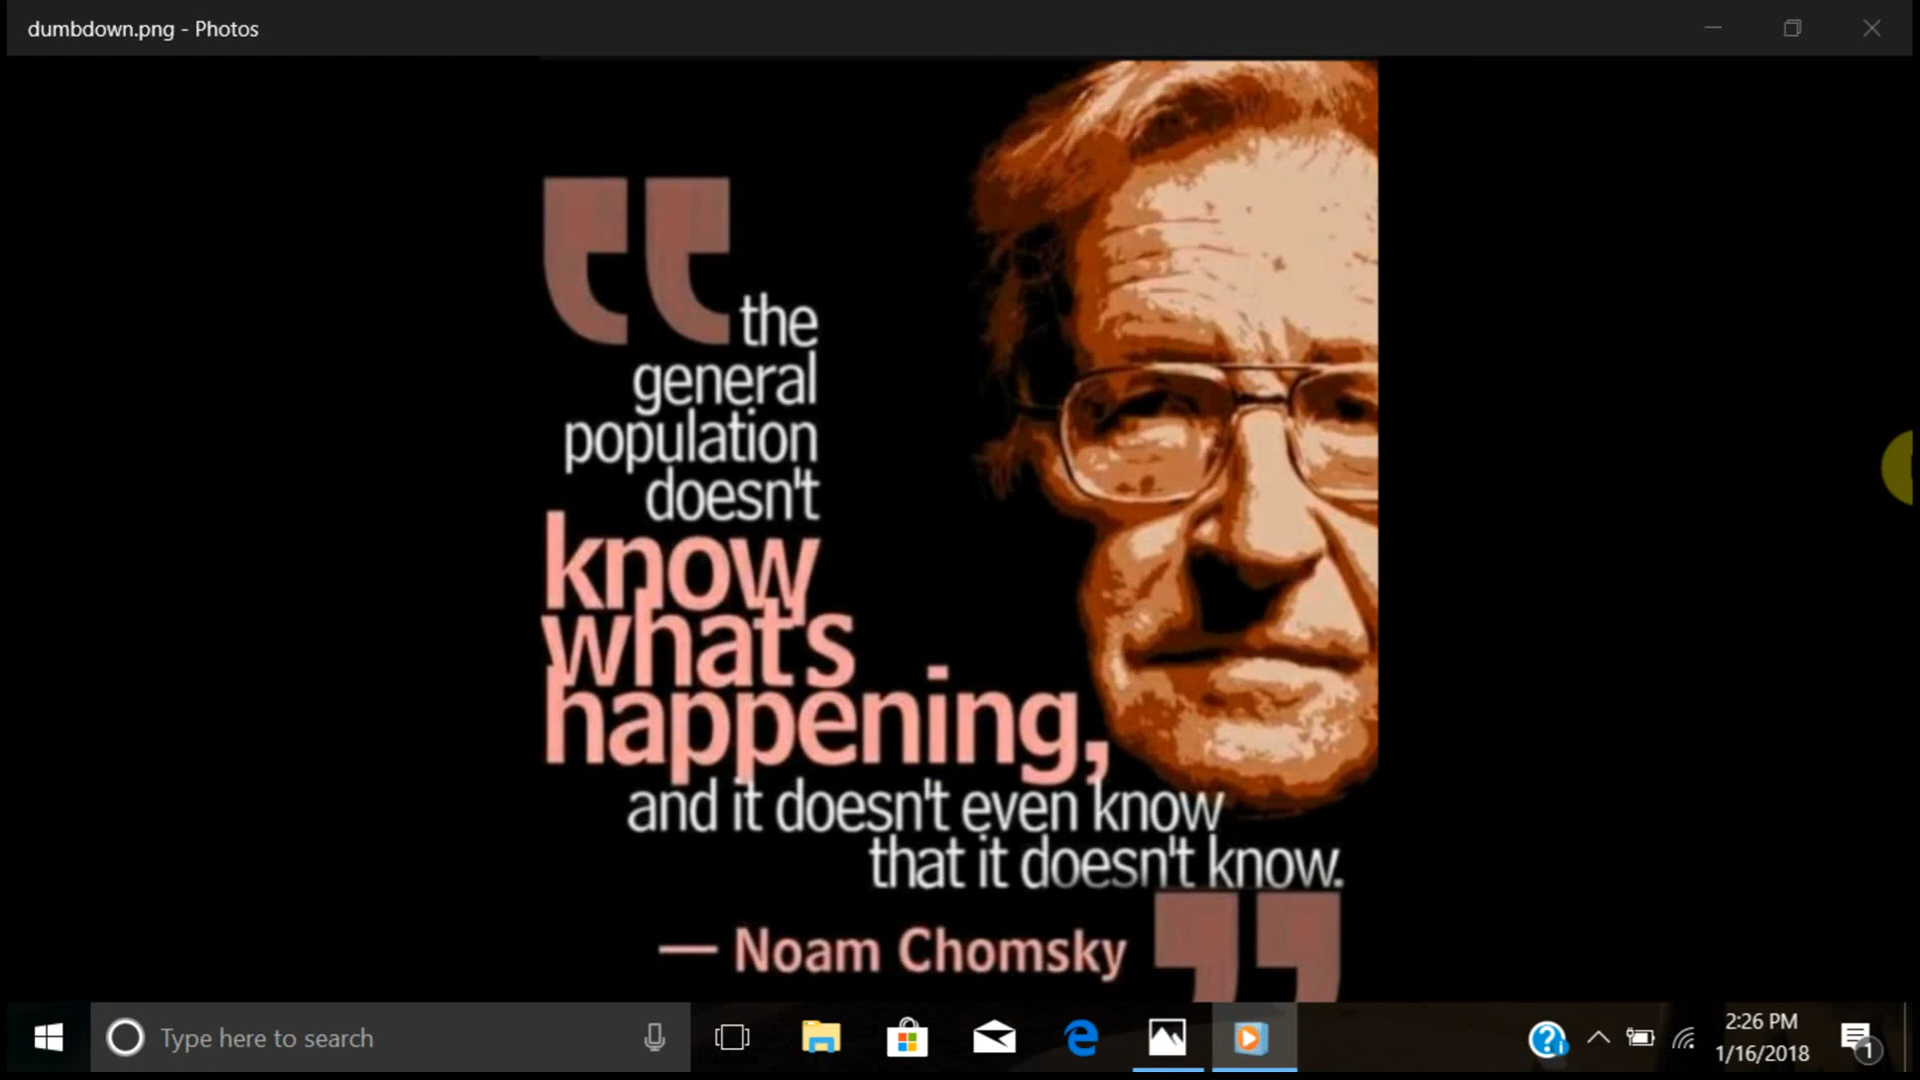 dumbdown.png - Photos
the
general
population
doesn't
know
what's
happening,
and it doesn't even know
that it doesn't know.
— Noam Chomsky
Type here to search
2:26 PM
1/16/2018
1